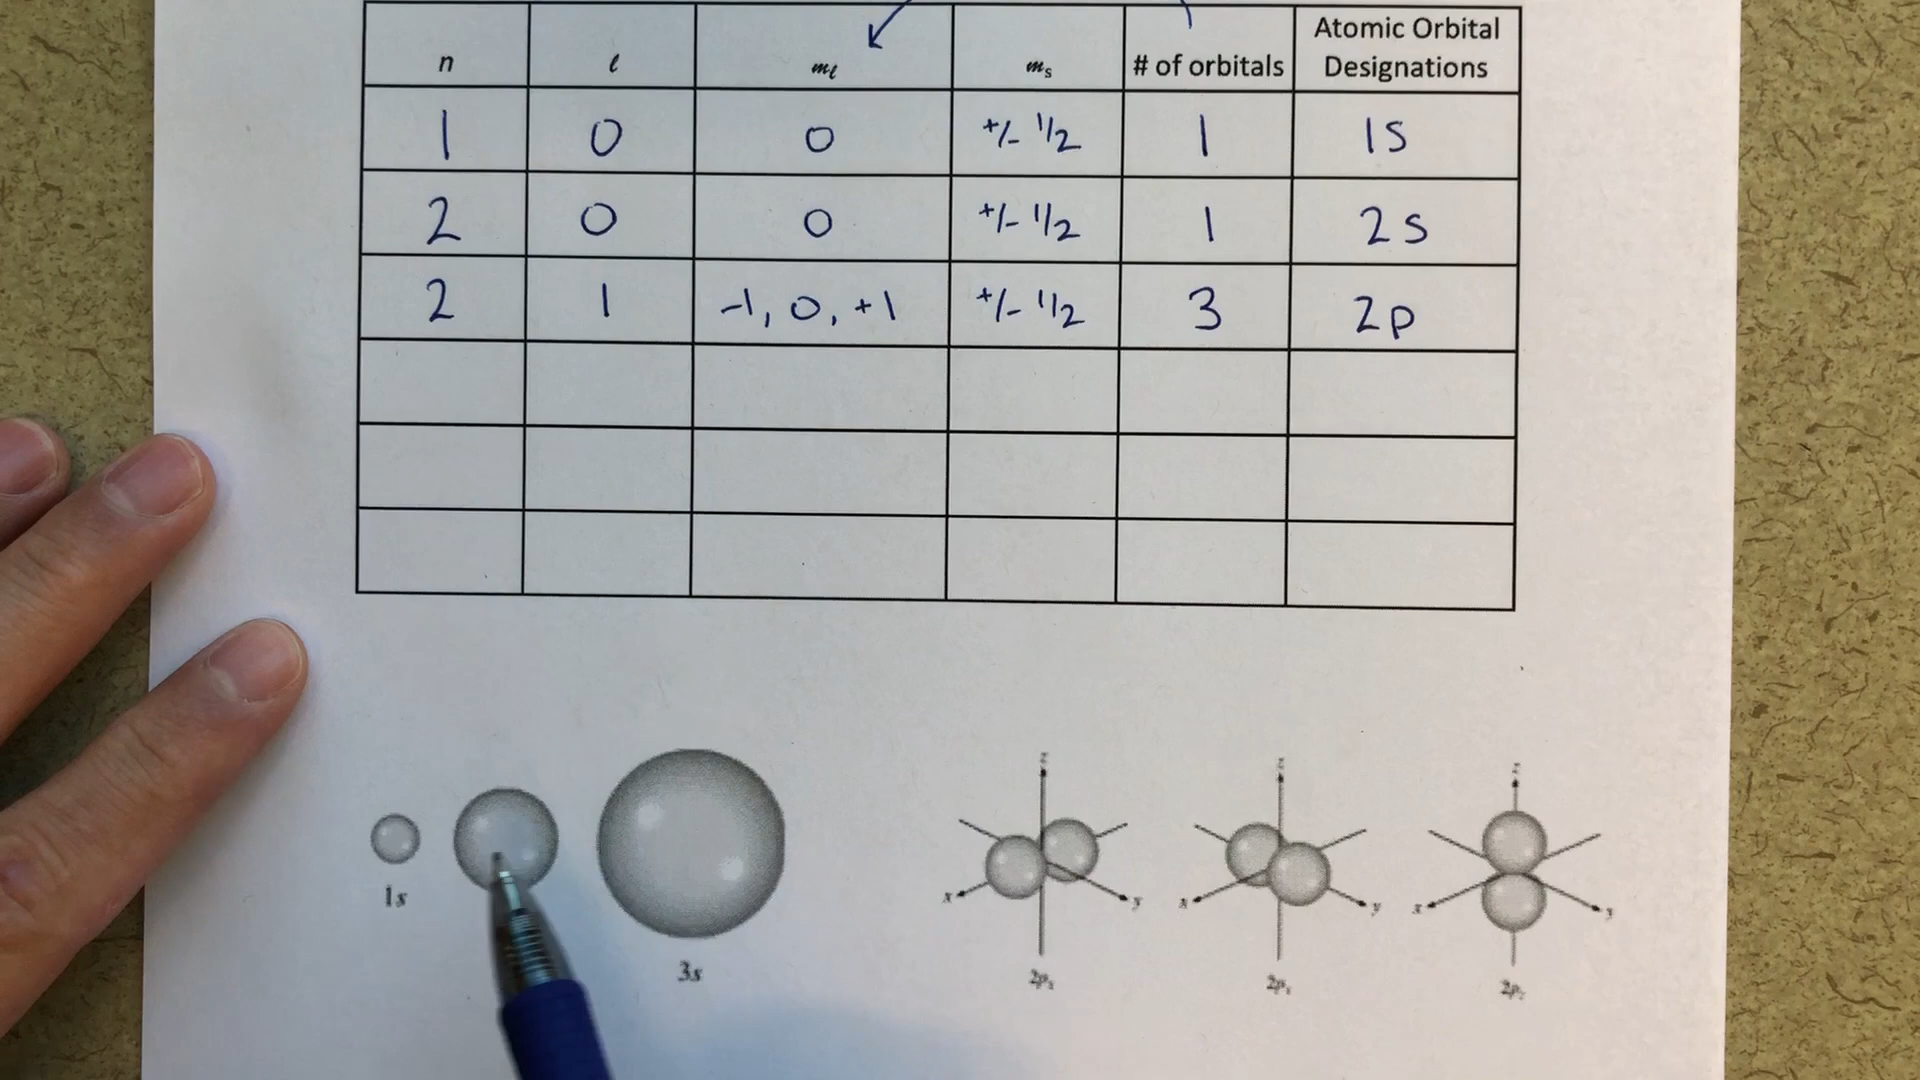 n ℓ mℓ ms # of orbitals Atomic Orbital Designations
1 0 0 +/- 1/2 1 1s
2 0 0 +/- 1/2 1 2s
2 1 -1, 0, +1 +/- 1/2 3 2p
z z z
x y x y x y
1s
3s
2px 2p 2pz